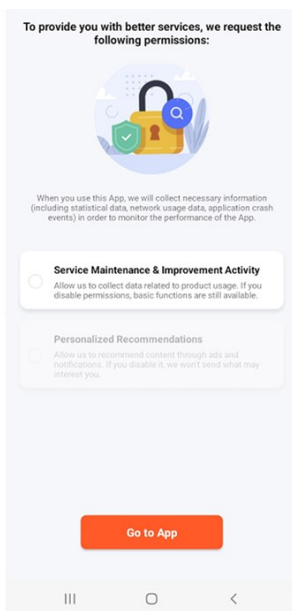 To provide you with better services, we request the
following permissions:
When you use this App, we will collect necessary information
(including statistical data, network usage data, application crash
events) in order to monitor the performance of the App.
Service Maintenance & Improvement Activity
Allow us to collect data related to product usage. If you
disable permissions, basic functions are still available.
Personalized Recommendations
Allow us to recommend content through ads and
notifications. If you disable it, we won't send what may
interest you.
Go to App